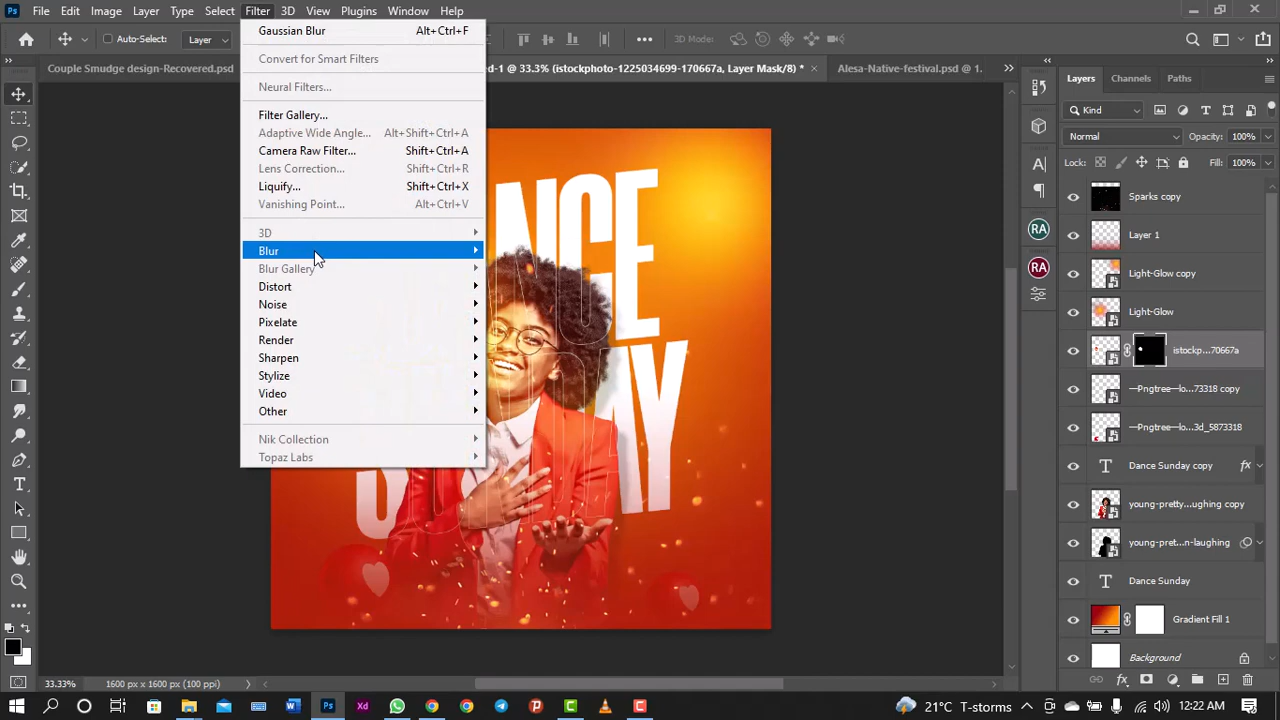 Ps File Edit Image Layer Type Select Filter 3D View Plugins Window Help
Auto-Select: Layer 3D Mode:
Couple Smudge design-Recovered.psd
ed-1 @ 33.3% (istockphoto-1225034699-170667a, Layer Mask/8) *
Alesa-Native-festival.psd @ 1.
Gaussian Blur Alt+Ctrl+F
Convert for Smart Filters
Neural Filters...
Filter Gallery...
Adaptive Wide Angle... Alt+Shift+Ctrl+A
Camera Raw Filter... Shift+Ctrl+A
Lens Correction... Shift+Ctrl+R
Liquify... Shift+Ctrl+X
Vanishing Point... Alt+Ctrl+V
3D
Blur
Blur Gallery
Distort
Noise
Pixelate
Render
Sharpen
Stylize
Video
Other
Nik Collection
Topaz Labs
NCE
S AY
Layers Channels Paths
Kind
Normal Opacity: 100%
Lock: Fill: 100%
RA
RA
Sparks copy
Layer 1
Light-Glow copy
Light-Glow
istockp...70667a
—Pngtree—lo...73318 copy
—Pngtree—lo...3d_5873318
T Dance Sunday copy fx
young-pretty...ughing copy
young-pret...n-laughing
T Dance Sunday
Gradient Fill 1
Background
33.33% 1600 px x 1600 px (150 ppi)
21°C T-storms 12:22 AM